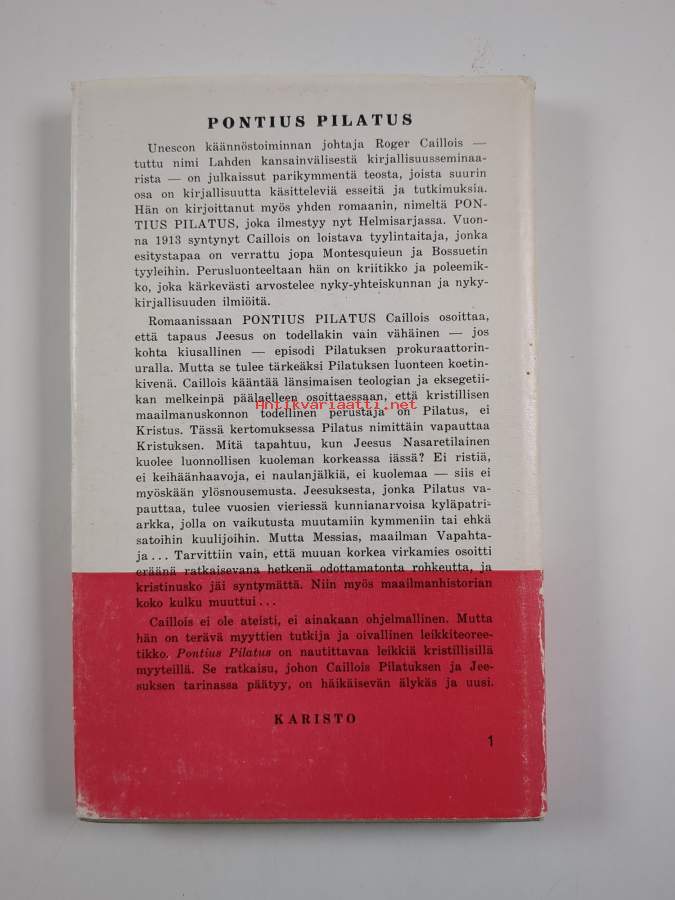 PONTIUS PILATUS
Unescon käännöstoiminnan johtaja Roger Caillois —
tuttu nimi Lahden kansainvälisestä kirjallisuusseminaa-
rista — on julkaissut parikymmentä teosta, joista suurin
osa on kirjallisuutta käsitteleviä esseitä ja tutkimuksia.
Hän on kirjoittanut myös yhden romaanin, nimeltä PON-
TIUS PILATUS, joka ilmestyy nyt Helmisarjassa. Vuon-
na 1913 syntynyt Caillois on loistava tyylintaitaja, jonka
esitystapaa on verrattu jopa Montesquieun ja Bossuetin
tyyleihin. Perusluonteeltaan hän on kriitikko ja poleemik-
ko, joka kärkevästi arvostelee nyky-yhteiskunnan ja nyky-
kirjallisuuden ilmiöitä.
Romaanissaan PONTIUS PILATUS Caillois osoittaa,
että tapaus Jeesus on todellakin vain vähäinen — jos
kohta kiusallinen — episodi Pilatuksen prokuraattorin-
uralla. Mutta se tulee tärkeäksi Pilatuksen luonteen koetin-
kivenä. Caillois kääntää länsimaisen teologian ja eksegetii-
kan melkeinpä päälaelleen osoittaessaan, että kristillisen
Antikvariaatti.net
maailmanuskonnon todellinen perustaja on Pilatus, ei
Kristus. Tässä kertomuksessa Pilatus nimittäin vapauttaa
Kristuksen. Mitä tapahtuu, kun Jeesus Nasaretilainen
kuolee luonnollisen kuoleman korkeassa iässä? Ei ristiä,
ei keihäänhaavoja, ei naulanjälkiä, ei kuolemaa — siis ei
myöskään ylösnousemusta. Jeesuksesta, jonka Pilatus va-
pauttaa, tulee vuosien vieriessä kunnianarvoisa kyläpatri-
arkka, jolla on vaikutusta muutamiin kymmeniin tai ehkä
satoihin kuulijoihin. Mutta Messias, maailman Vapahta-
ja... Tarvittiin vain, että muuan korkea virkamies osoitti
eräänä ratkaisevana hetkenä odottamatonta rohkeutta, ja
kristinusko jäi syntymättä. Niin myös maailmanhistorian
koko kulku muuttui...
Caillois ei ole ateisti, ei ainakaan ohjelmallinen. Mutta
hän on terävä myyttien tutkija ja oivallinen leikkiteoree-
tikko. Pontius Pilatus on nautittavaa leikkiä kristillisillä
myyteillä. Se ratkaisu, johon Caillois Pilatuksen ja Jee-
suksen tarinassa päätyy, on häikäisevän älykäs ja uusi.
KARISTO
1